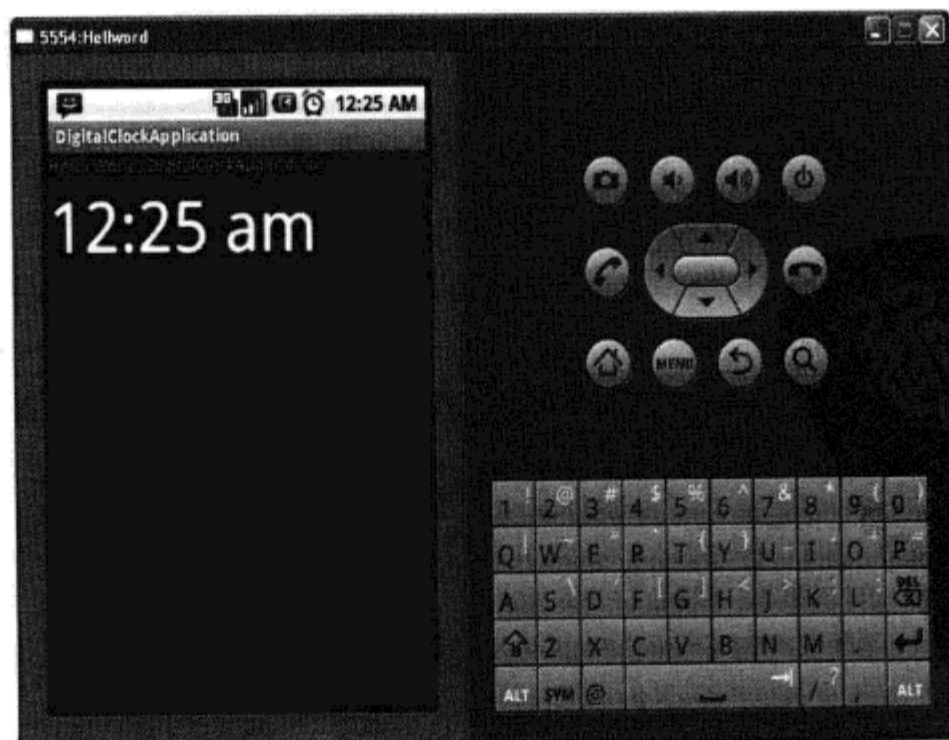 5554:Hellword
3G 12:25 AM
DigitalClockApplication
12:25 am
MENU
1 ! 2 @ 3 # 4 $ 5 % 6 ^ 7 & 8 * 9 ( 0 )
Q W E R T { Y } U I O P
A S D F [ G ] H < J > K L DEL
Z X C V B N M .
ALT SYM @ / ? , ALT